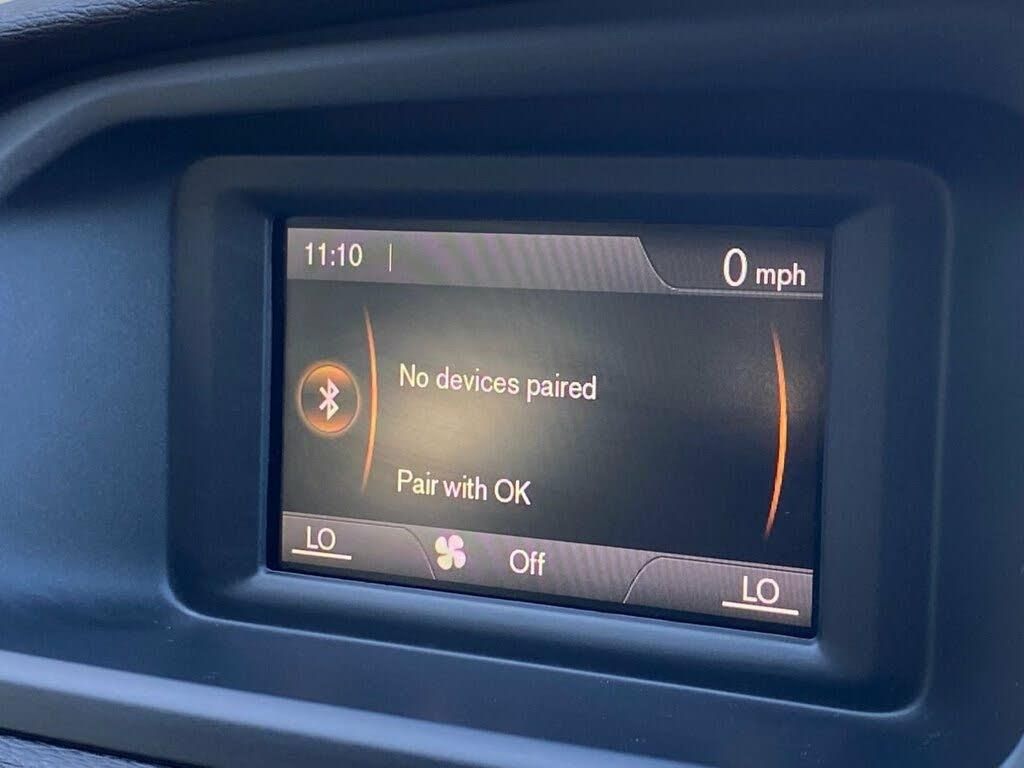 11:10
0 mph
No devices paired
Pair with OK
LO
Off
LO